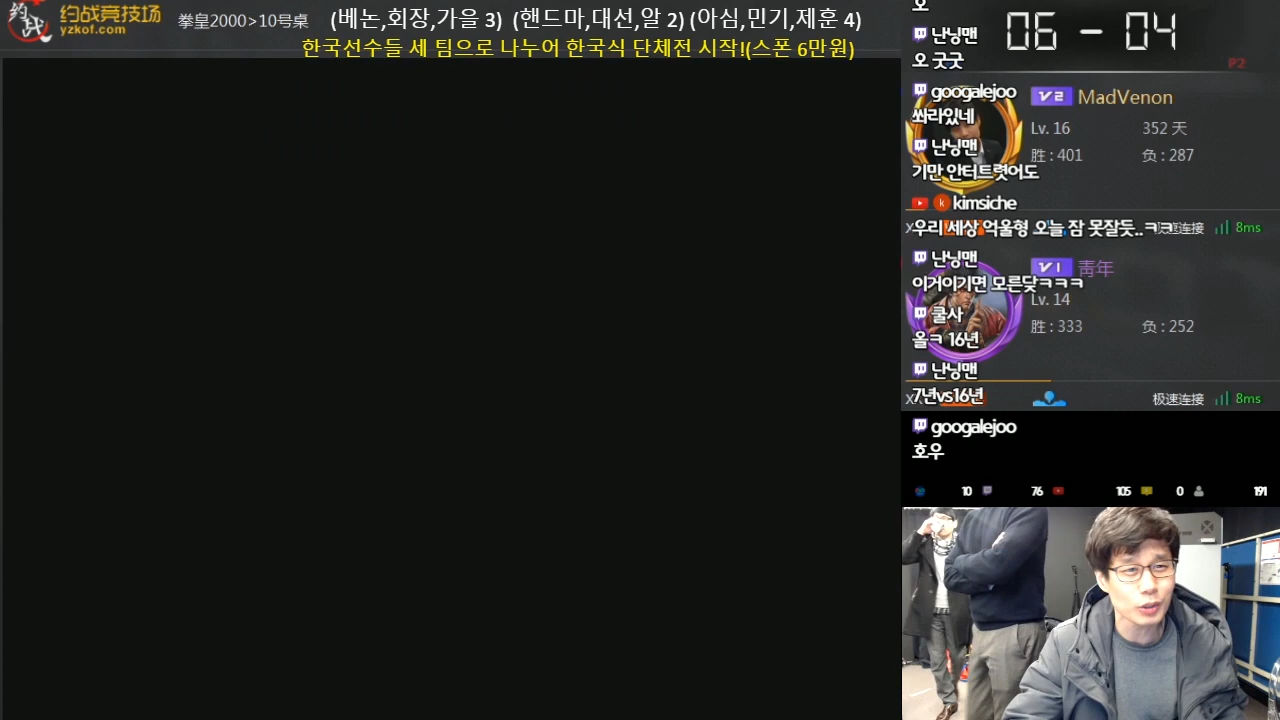 约战
约战竞技场
yzkof.com
拳皇2000>10号桌
(베논,회장,가을 3) (핸드마,대선,알 2) (아심,민기,제훈 4)
한국선수들 세 팀으로 나누어 한국식 단체전 시작!(스폰 6만원)
오
난닝맨
오 굿굿
06 - 04
P2
googalejoo
쏴라있네
V2 MadVenon
Lv. 16 352 天
胜 : 401 负 : 287
난닝맨
기만 안터트렷어도
k kimsiche
우리 세상 억울형 오늘 잠 못잘듯..ㅋㅋ
连接 8ms
난닝맨
이거이기면 모른닺ㅋㅋㅋ
V1 靑年
Lv. 14
胜 : 333 负 : 252
쿨사
올ㅋ 16년
난닝맨
7년vs16년
极速连接 8ms
googalejoo
호우
10 76 105 0 191